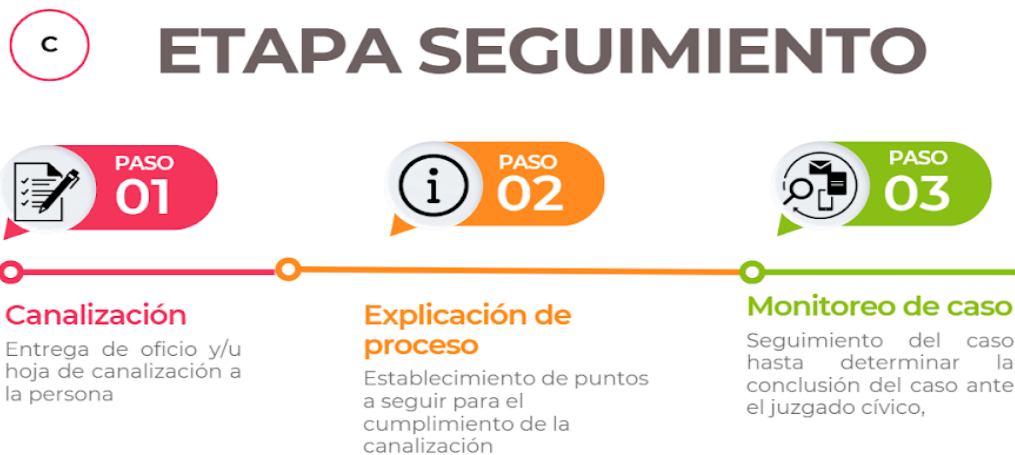 C
ETAPA SEGUIMIENTO
PASO
01
Canalización
Entrega de oficio y/u
hoja de canalización a
la persona
PASO
02
Explicación de
proceso
Establecimiento de puntos
a seguir para el
cumplimiento de la
canalización
PASO
03
Monitoreo de caso
Seguimiento del caso
hasta determinar la
conclusión del caso ante
el juzgado cívico,